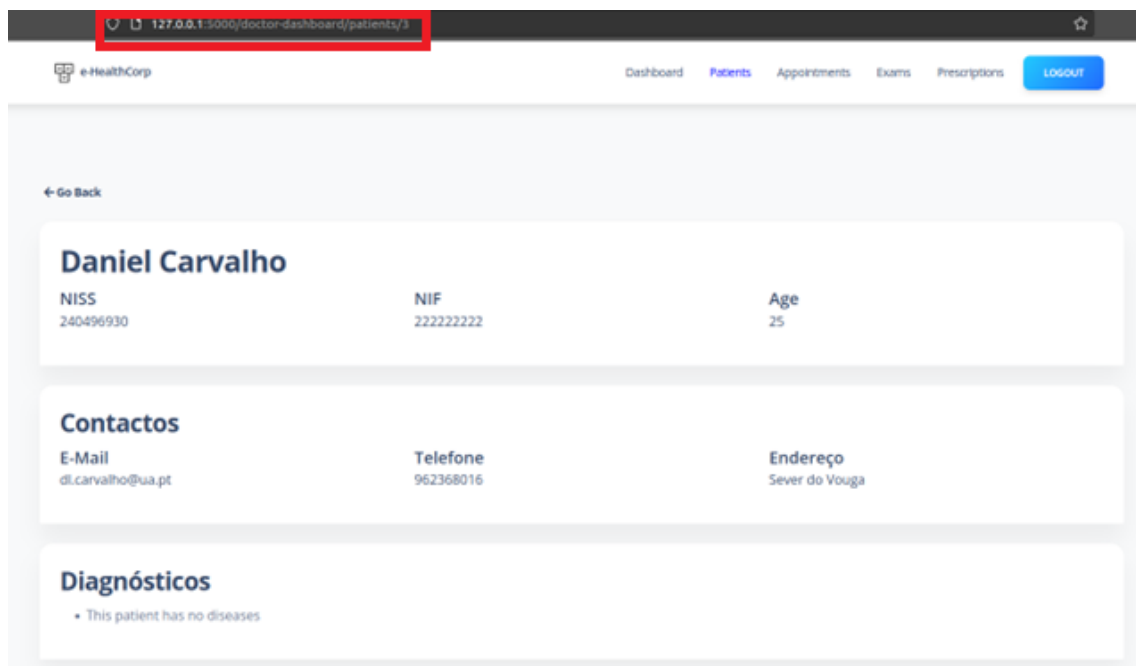 127.0.0.1:5000/doctor-dashboard/patients/3
e-HealthCorp Dashboard Patients Appointments Exams Prescriptions LOGOUT
← Go Back
Daniel Carvalho
NISS NIF Age
240496930 222222222 25
Contactos
E-Mail Telefone Endereço
dl.carvalho@ua.pt 962368016 Sever do Vouga
Diagnósticos
• This patient has no diseases